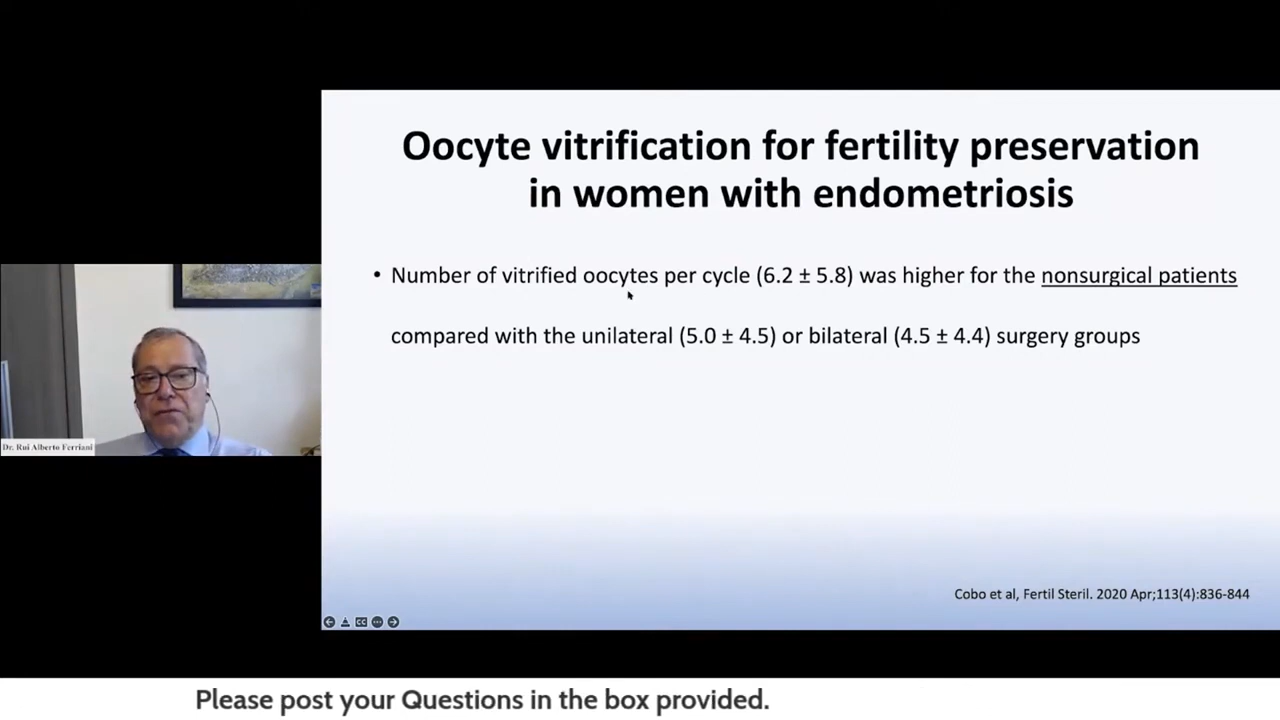 Oocyte vitrification for fertility preservation
in women with endometriosis
• Number of vitrified oocytes per cycle (6.2 ± 5.8) was higher for the nonsurgical patients
compared with the unilateral (5.0 ± 4.5) or bilateral (4.5 ± 4.4) surgery groups
Dr. Rui Alberto Ferriani
Cobo et al, Fertil Steril. 2020 Apr;113(4):836-844
CC
Please post your Questions in the box provided.